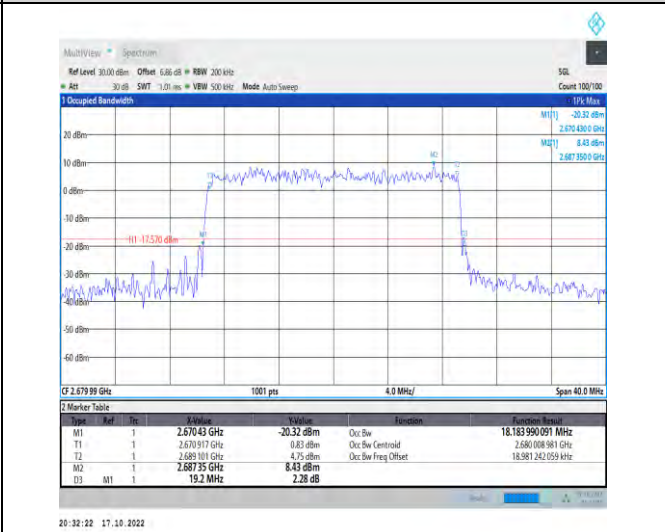 MultiView Spectrum
Ref Level 30.00 dBm Offset 6.86 dB RBW 200 kHz SGL
Att 30 dB SWT 1.01 ms VBW 500 kHz Mode Auto Sweep Count 100/100
1 Occupied Bandwidth 1Pk Max
M1[1] -20.32 dBm
2.670 430 0 GHz
M2[1] 8.43 dBm
2.687 350 0 GHz
20 dBm
10 dBm
0 dBm
-10 dBm
-20 dBm
-30 dBm
-40 dBm
-50 dBm
-60 dBm
H1 -17.570 dBm
M1
M2
CF 2.679 99 GHz 1001 pts 4.0 MHz/ Span 40.0 MHz
2 Marker Table
Type Ref Trc X-Value Y-Value Function Function Result
M1 1 2.670 43 GHz -20.32 dBm Occ Bw 18.183 990 091 MHz
T1 1 2.670 917 GHz 0.83 dBm Occ Bw Centroid 2.680 008 981 GHz
T2 1 2.689 101 GHz 4.75 dBm Occ Bw Freq Offset 18.981 242 059 kHz
M2 1 2.687 35 GHz 8.43 dBm
D3 M1 1 19.2 MHz 2.28 dB
20:32:22 17.10.2022